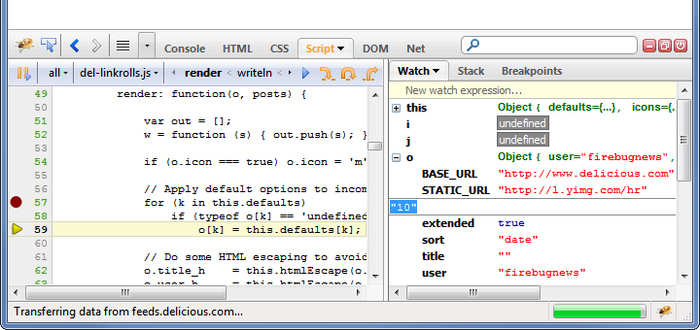 Console HTML CSS Script DOM Net
all del-linkrolls.js render < writeln <
Watch Stack Breakpoints
New watch expression...
49 render: function(o, posts) {
50
51 var out = [];
52 w = function (s) { out.push(s); }
53
54 if (o.icon === true) o.icon = 'm'
55
56 // Apply default options to incom
57 for (k in this.defaults)
58 if (typeof o[k] == 'undefined
59 o[k] = this.defaults[k];
60
61 // Do some HTML escaping to avoid
62 o.title_h = this.htmlEscape(o.
63 o.user_h = this.htmlEscape(o.
this Object { defaults={...}, icons={.
i undefined
j undefined
o Object { user="firebugnews",
BASE_URL "http://www.delicious.com"
STATIC_URL "http://l.yimg.com/hr"
"10"
extended true
sort "date"
title ""
user "firebugnews"
Transferring data from feeds.delicious.com...